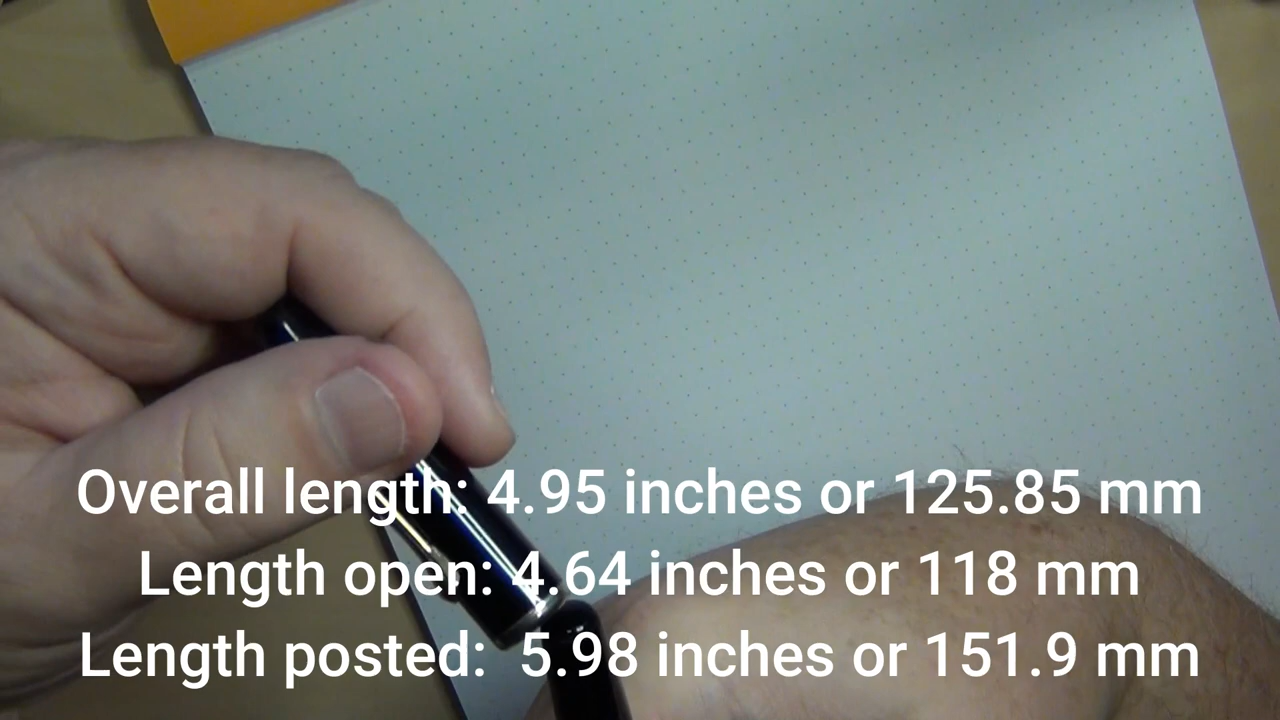 Overall length: 4.95 inches or 125.85 mm
Length open: 4.64 inches or 118 mm
Length posted:  5.98 inches or 151.9 mm